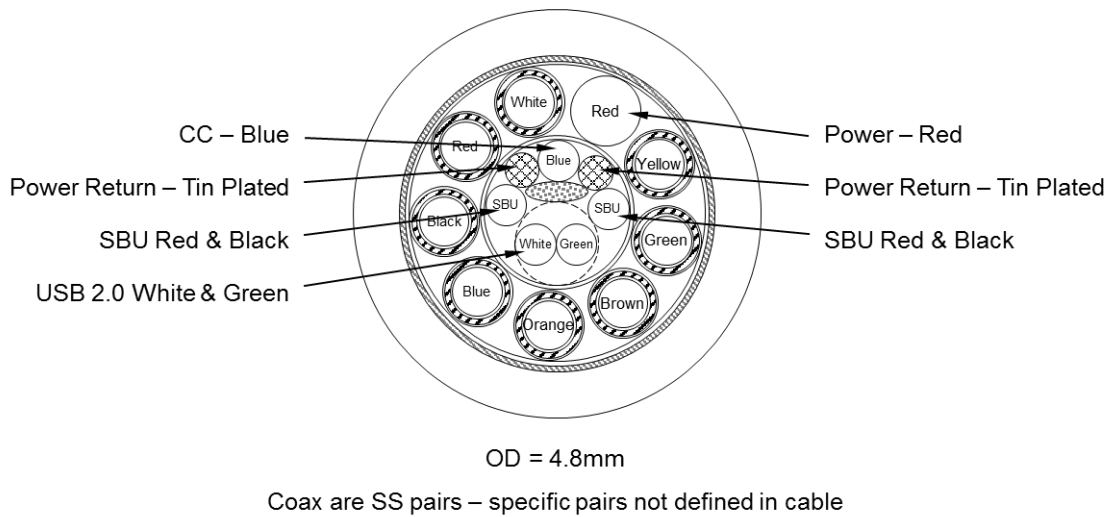 White
Red
CC – Blue
Power – Red
Red
Blue
Yellow
Power Return – Tin Plated
Power Return – Tin Plated
SBU
SBU
Black
SBU Red & Black
Green
SBU Red & Black
White
Green
USB 2.0 White & Green
Blue
Brown
Orange
OD = 4.8mm
Coax are SS pairs – specific pairs not defined in cable